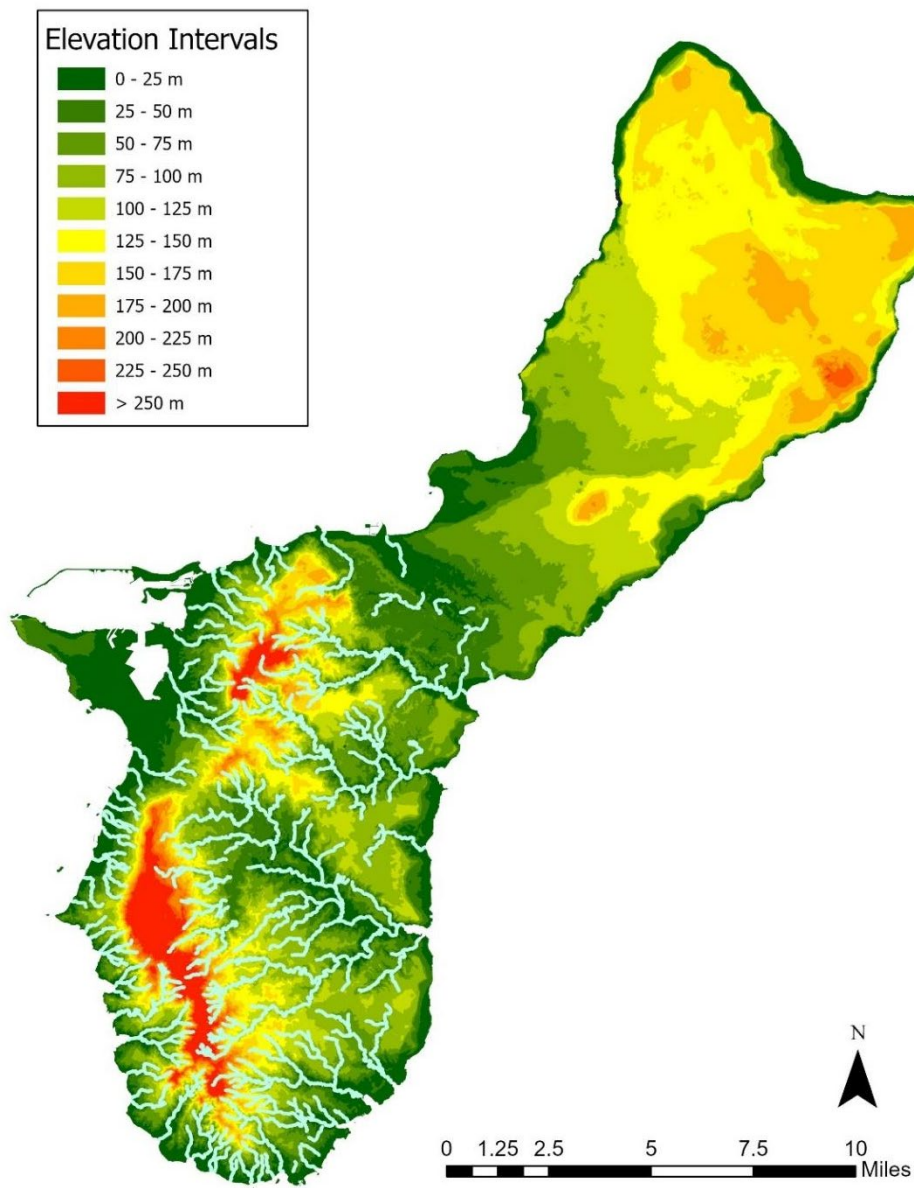 Elevation Intervals
0 - 25 m
25 - 50 m
50 - 75 m
75 - 100 m
100 - 125 m
125 - 150 m
150 - 175 m
175 - 200 m
200 - 225 m
225 - 250 m
> 250 m
N
0 1.25 2.5 5 7.5 10
Miles